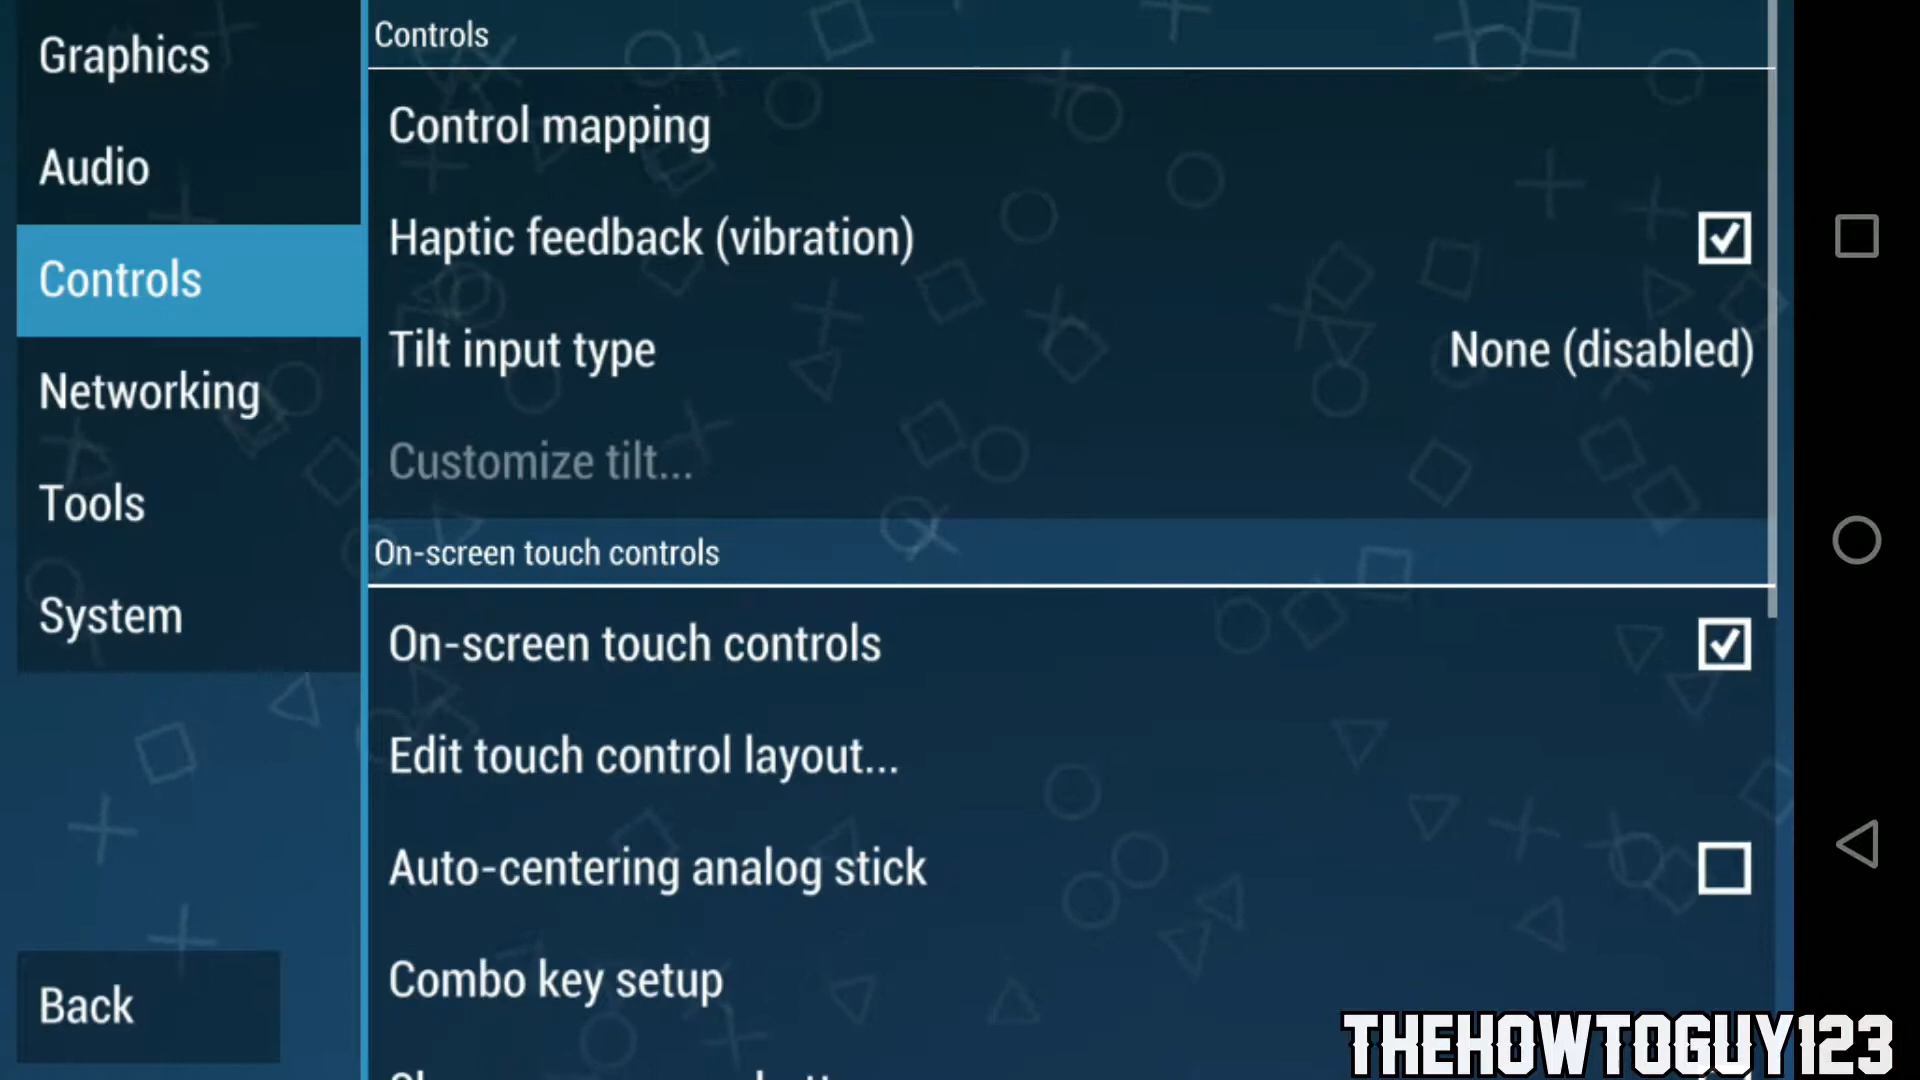 Graphics
Audio
Controls
Networking
Tools
System
Back
Controls
Control mapping
Haptic feedback (vibration)
Tilt input type
None (disabled)
Customize tilt...
On-screen touch controls
On-screen touch controls
Edit touch control layout...
Auto-centering analog stick
Combo key setup
THEHOWTOGUY123